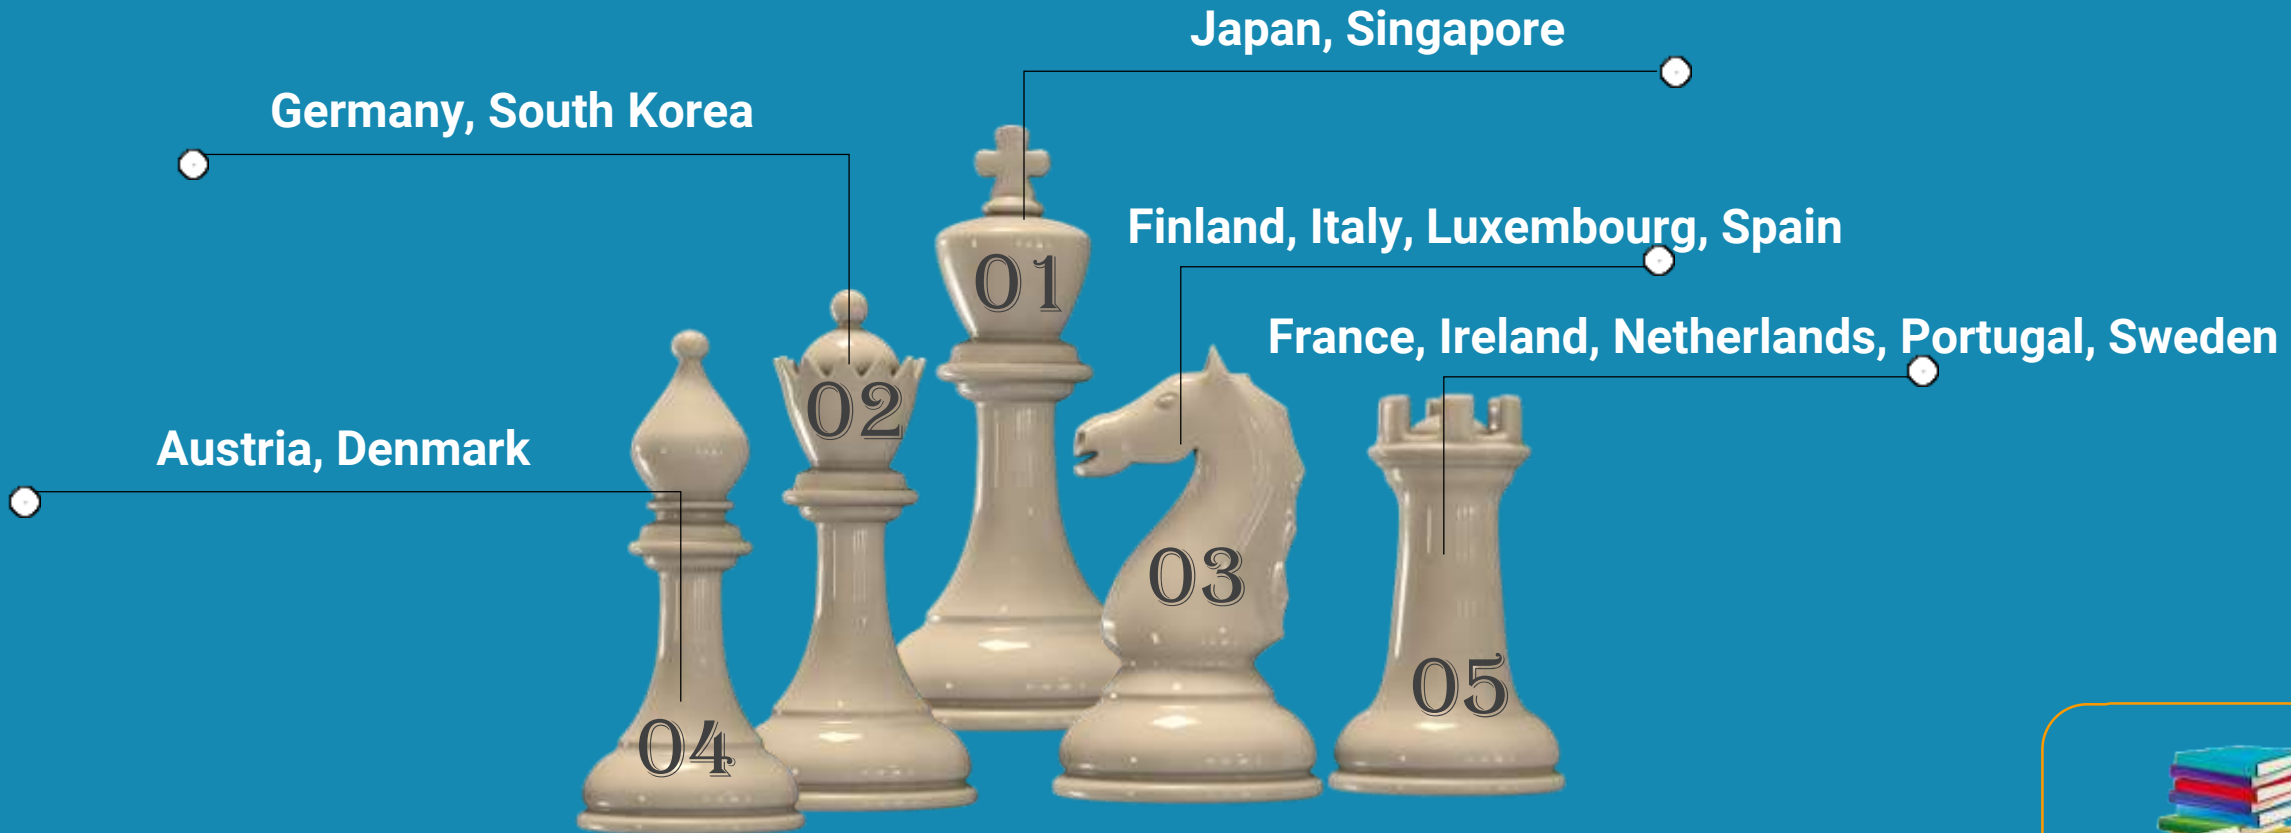 Japan, Singapore
Germany, South Korea
Finland, Italy, Luxembourg, Spain
France, Ireland, Netherlands, Portugal, Sweden
Austria, Denmark
01
02
03
04
05